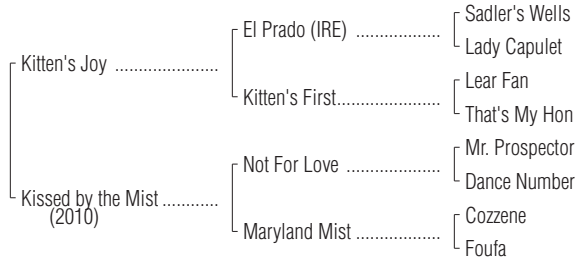 Sadler's Wells
El Prado (IRE) ..................
Lady Capulet
Kitten's Joy ......................
Lear Fan
Kitten's First......................
That's My Hon
Mr. Prospector
Not For Love ....................
Dance Number
Kissed by the Mist ............
(2010)
Cozzene
Maryland Mist ..................
Foufa